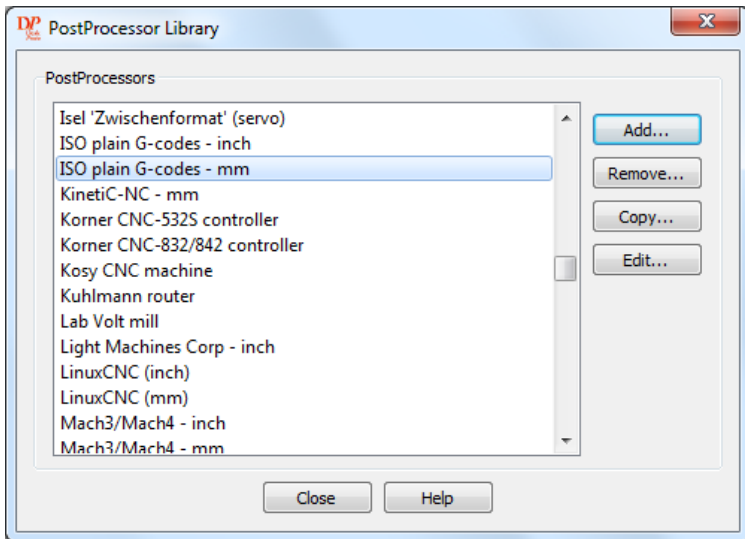 DP PostProcessor Library
PostProcessors
Isel 'Zwischenformat' (servo)
ISO plain G-codes - inch
ISO plain G-codes - mm
KinetiC-NC - mm
Korner CNC-532S controller
Korner CNC-832/842 controller
Kosy CNC machine
Kuhlmann router
Lab Volt mill
Light Machines Corp - inch
LinuxCNC (inch)
LinuxCNC (mm)
Mach3/Mach4 - inch
Mach3/Mach4 - mm
Add...
Remove...
Copy...
Edit...
Close
Help